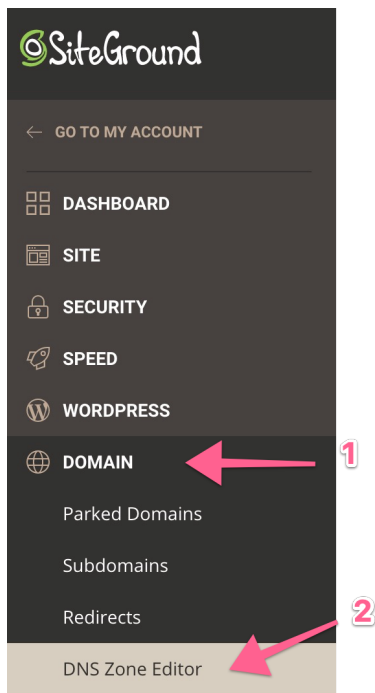 SiteGround
GO TO MY ACCOUNT
DASHBOARD
SITE
SECURITY
SPEED
WORDPRESS
DOMAIN
1
Parked Domains
Subdomains
Redirects
2
DNS Zone Editor